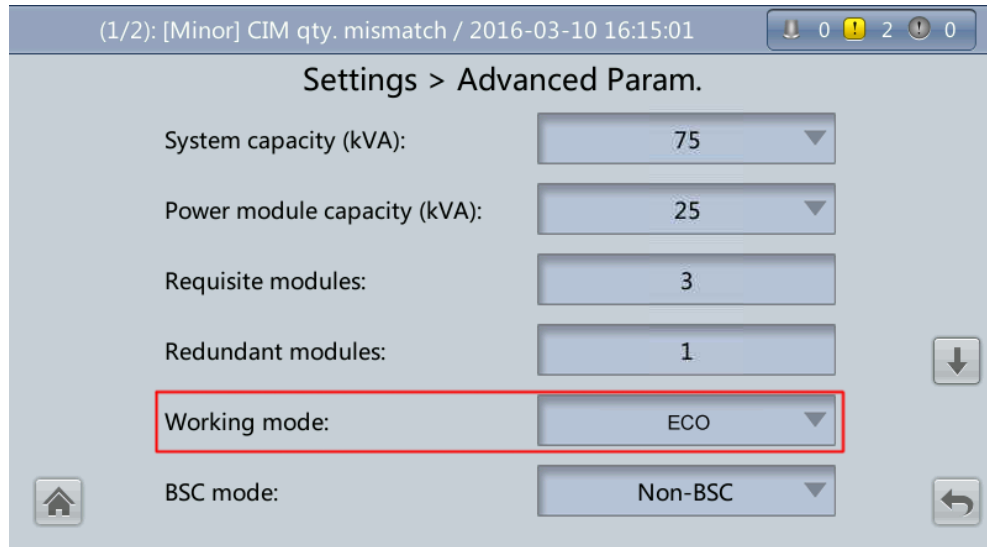 (1/2): [Minor] CIM qty. mismatch / 2016-03-10 16:15:01 0 ! 2 ! 0
Settings > Advanced Param.
System capacity (kVA): 75
Power module capacity (kVA): 25
Requisite modules: 3
Redundant modules: 1
Working mode: ECO
BSC mode: Non-BSC